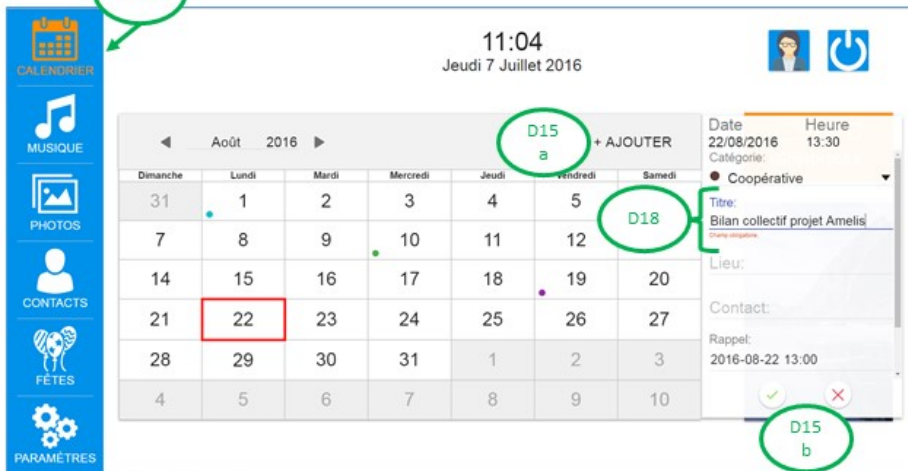 11:04
Jeudi 7 Juillet 2016
CALENDRIER
MUSIQUE
PHOTOS
CONTACTS
FÊTES
PARAMÈTRES
Août 2016
D15
a
+ AJOUTER
Dimanche Lundi Mardi Mercredi Jeudi Vendredi Samedi
31 1 2 3 4 5
7 8 9 10 11 12
14 15 16 17 18 19 20
21 22 23 24 25 26 27
28 29 30 31 1 2 3
4 5 6 7 8 9 10
D18
Date Heure
22/08/2016 13:30
Catégorie:
Coopérative
Titre:
Bilan collectif projet Amelis
Champ obligatoire
Lieu:
Contact:
Rappel:
2016-08-22 13:00
D15
b